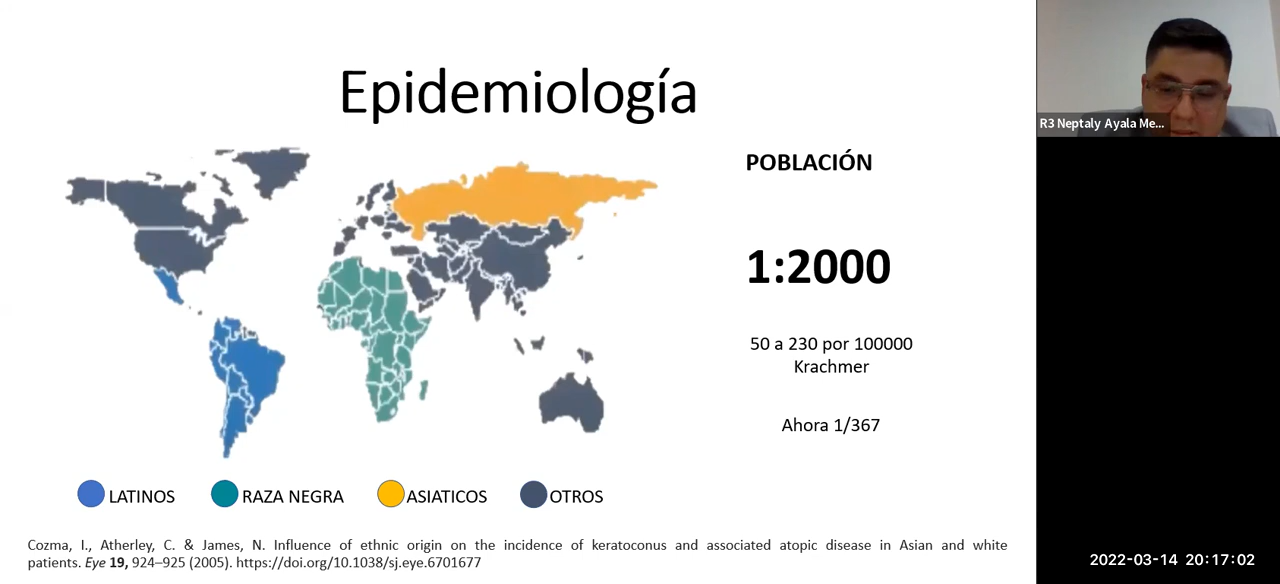 Epidemiología
POBLACIÓN
1:2000
50 a 230 por 100000
Krachmer
Ahora 1/367
LATINOS
RAZA NEGRA
ASIATICOS
OTROS
Cozma, I., Atherley, C. & James, N. Influence of ethnic origin on the incidence of keratoconus and associated atopic disease in Asian and white
patients. Eye 19, 924–925 (2005). https://doi.org/10.1038/sj.eye.6701677
R3 Neptaly Ayala Me...
2022-03-14 20:17:02